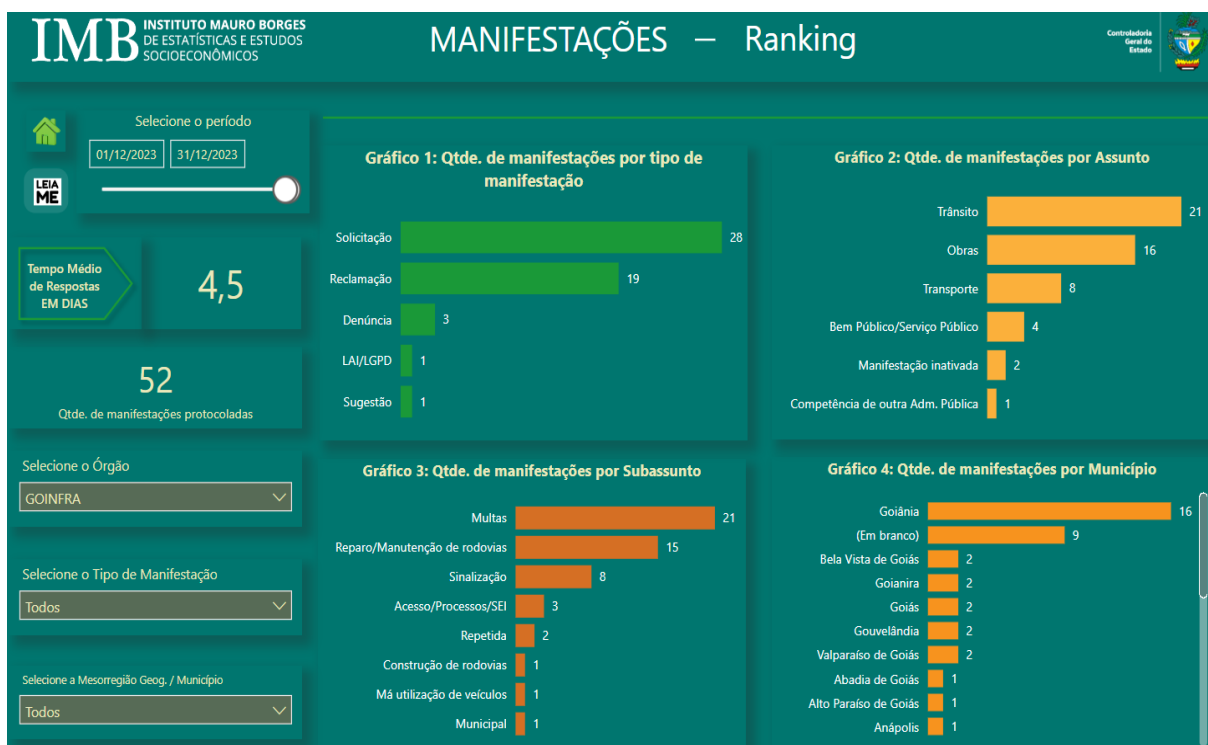 IMB
INSTITUTO MAURO BORGES
DE ESTATÍSTICAS E ESTUDOS
SOCIOECONÔMICOS
MANIFESTAÇÕES – Ranking
Controladoria
Geral do
Estado
Selecione o período
01/12/2023 31/12/2023
LEIA
ME
Tempo Médio
de Respostas
EM DIAS
4,5
52
Qtde. de manifestações protocoladas
Selecione o Órgão
GOINFRA
Selecione o Tipo de Manifestação
Todos
Selecione a Mesorregião Geog. / Município
Todos
Gráfico 1: Qtde. de manifestações por tipo de
manifestação
Solicitação 28
Reclamação 19
Denúncia 3
LAI/LGPD 1
Sugestão 1
Gráfico 2: Qtde. de manifestações por Assunto
Trânsito 21
Obras 16
Transporte 8
Bem Público/Serviço Público 4
Manifestação inativada 2
Competência de outra Adm. Pública 1
Gráfico 3: Qtde. de manifestações por Subassunto
Multas 21
Reparo/Manutenção de rodovias 15
Sinalização 8
Acesso/Processos/SEI 3
Repetida 2
Construção de rodovias 1
Má utilização de veículos 1
Municipal 1
Gráfico 4: Qtde. de manifestações por Município
Goiânia 16
(Em branco) 9
Bela Vista de Goiás 2
Goianira 2
Goiás 2
Gouvelândia 2
Valparaíso de Goiás 2
Abadia de Goiás 1
Alto Paraíso de Goiás 1
Anápolis 1